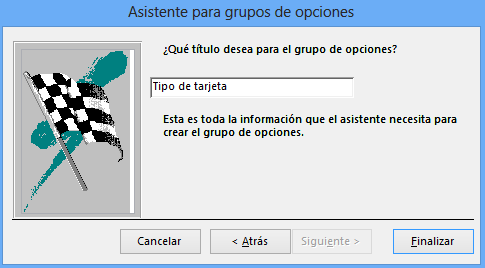 Asistente para grupos de opciones
¿Qué título desea para el grupo de opciones?
Tipo de tarjeta
Esta es toda la información que el asistente necesita para
crear el grupo de opciones.
Cancelar
< Atrás
Siguiente >
Finalizar